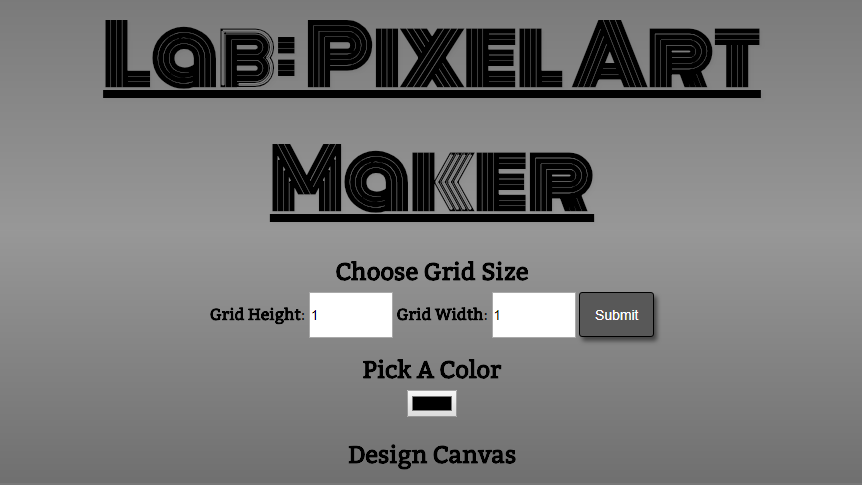 Lab: Pixel Art
Maker
Choose Grid Size
Grid Height: 1 Grid Width: 1 Submit
Pick A Color
Design Canvas